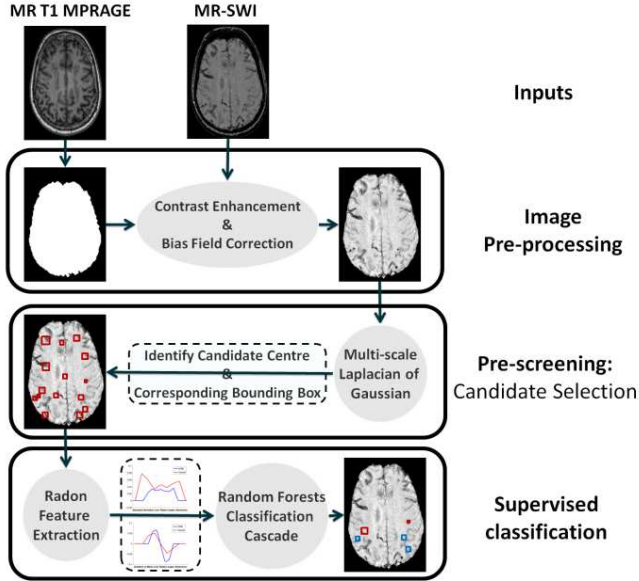 MR T1 MPRAGE
MR-SWI
Inputs
Contrast Enhancement
&
Bias Field Correction
Image
Pre-processing
Identify Candidate Centre
&
Corresponding Bounding Box
Multi-scale
Laplacian of
Gaussian
Pre-screening:
Candidate Selection
Radon
Feature
Extraction
Random Forests
Classification
Cascade
Supervised
classification